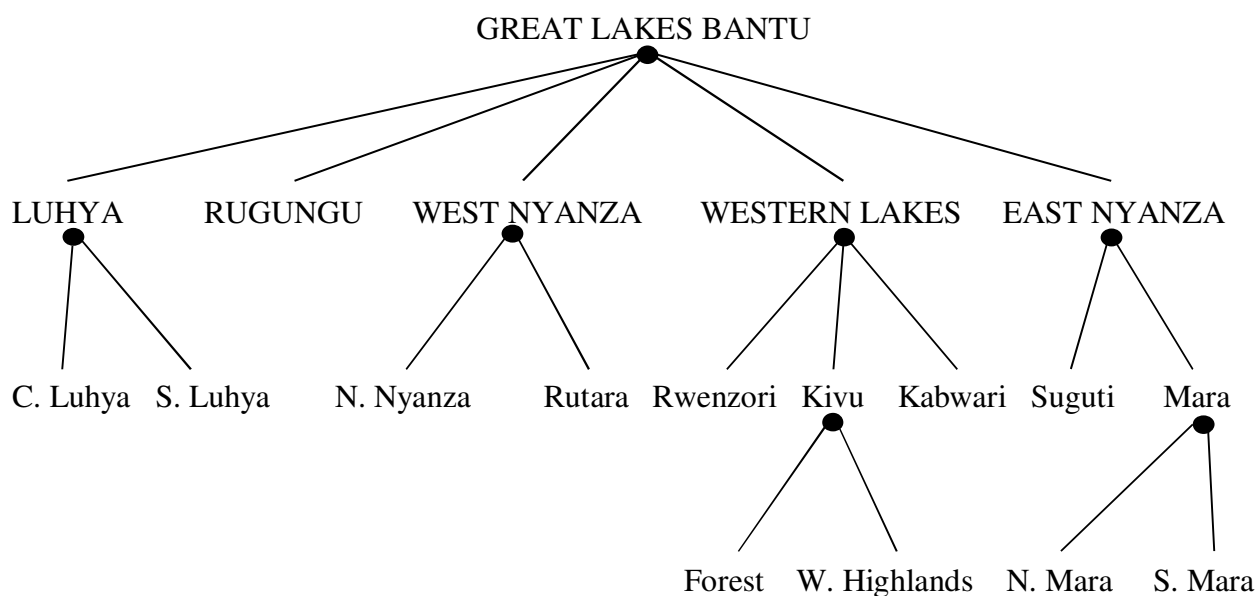 GREAT LAKES BANTU
LUHYA RUGUNGU WEST NYANZA WESTERN LAKES EAST NYANZA
C. Luhya S. Luhya N. Nyanza Rutara Rwenzori Kivu Kabwari Suguti Mara
Forest W. Highlands N. Mara S. Mara